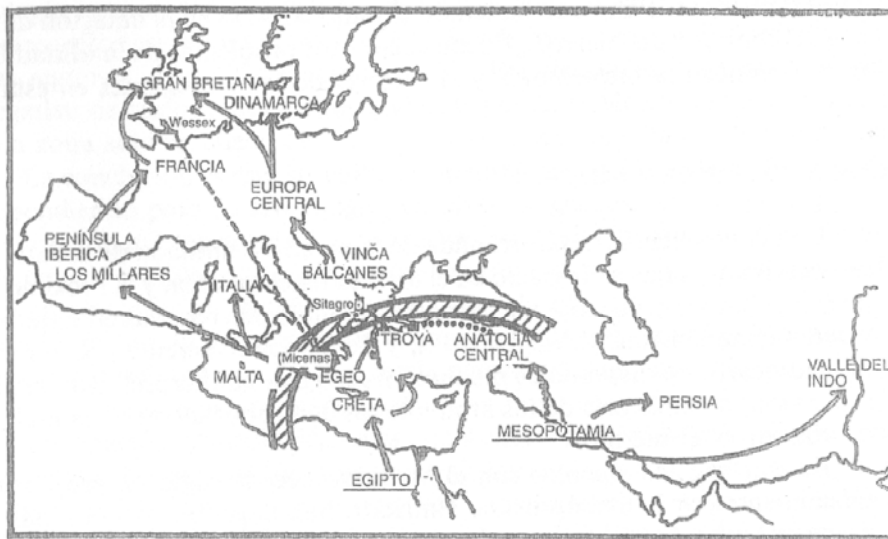 GRAN BRETAÑA
DINAMARCA
Wessex
FRANCIA
EUROPA
CENTRAL
PENÍNSULA
IBÉRICA
LOS MILLARES
VINČA
BALCANES
ITALIA
Sitagroi
TROYA
ANATOLIA
CENTRAL
(Micenas)
MALTA
EGEO
CRETA
VALLE DEL
INDO
PERSIA
MESOPOTAMIA
EGIPTO